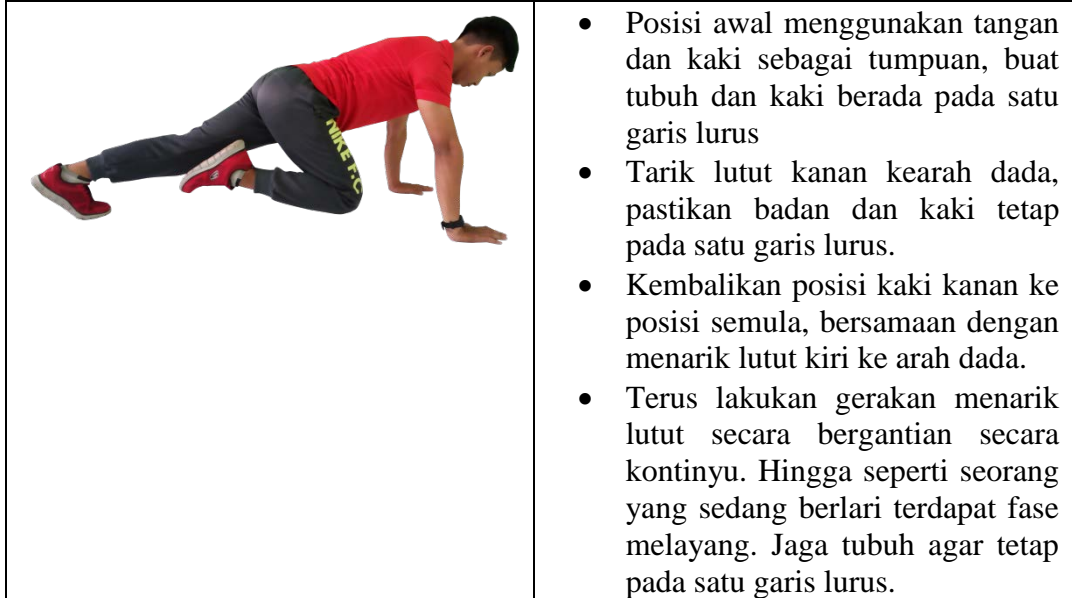 NIKE F.C
• Posisi awal menggunakan tangan
dan kaki sebagai tumpuan, buat
tubuh dan kaki berada pada satu
garis lurus
• Tarik lutut kanan kearah dada,
pastikan badan dan kaki tetap
pada satu garis lurus.
• Kembalikan posisi kaki kanan ke
posisi semula, bersamaan dengan
menarik lutut kiri ke arah dada.
• Terus lakukan gerakan menarik
lutut secara bergantian secara
kontinyu. Hingga seperti seorang
yang sedang berlari terdapat fase
melayang. Jaga tubuh agar tetap
pada satu garis lurus.